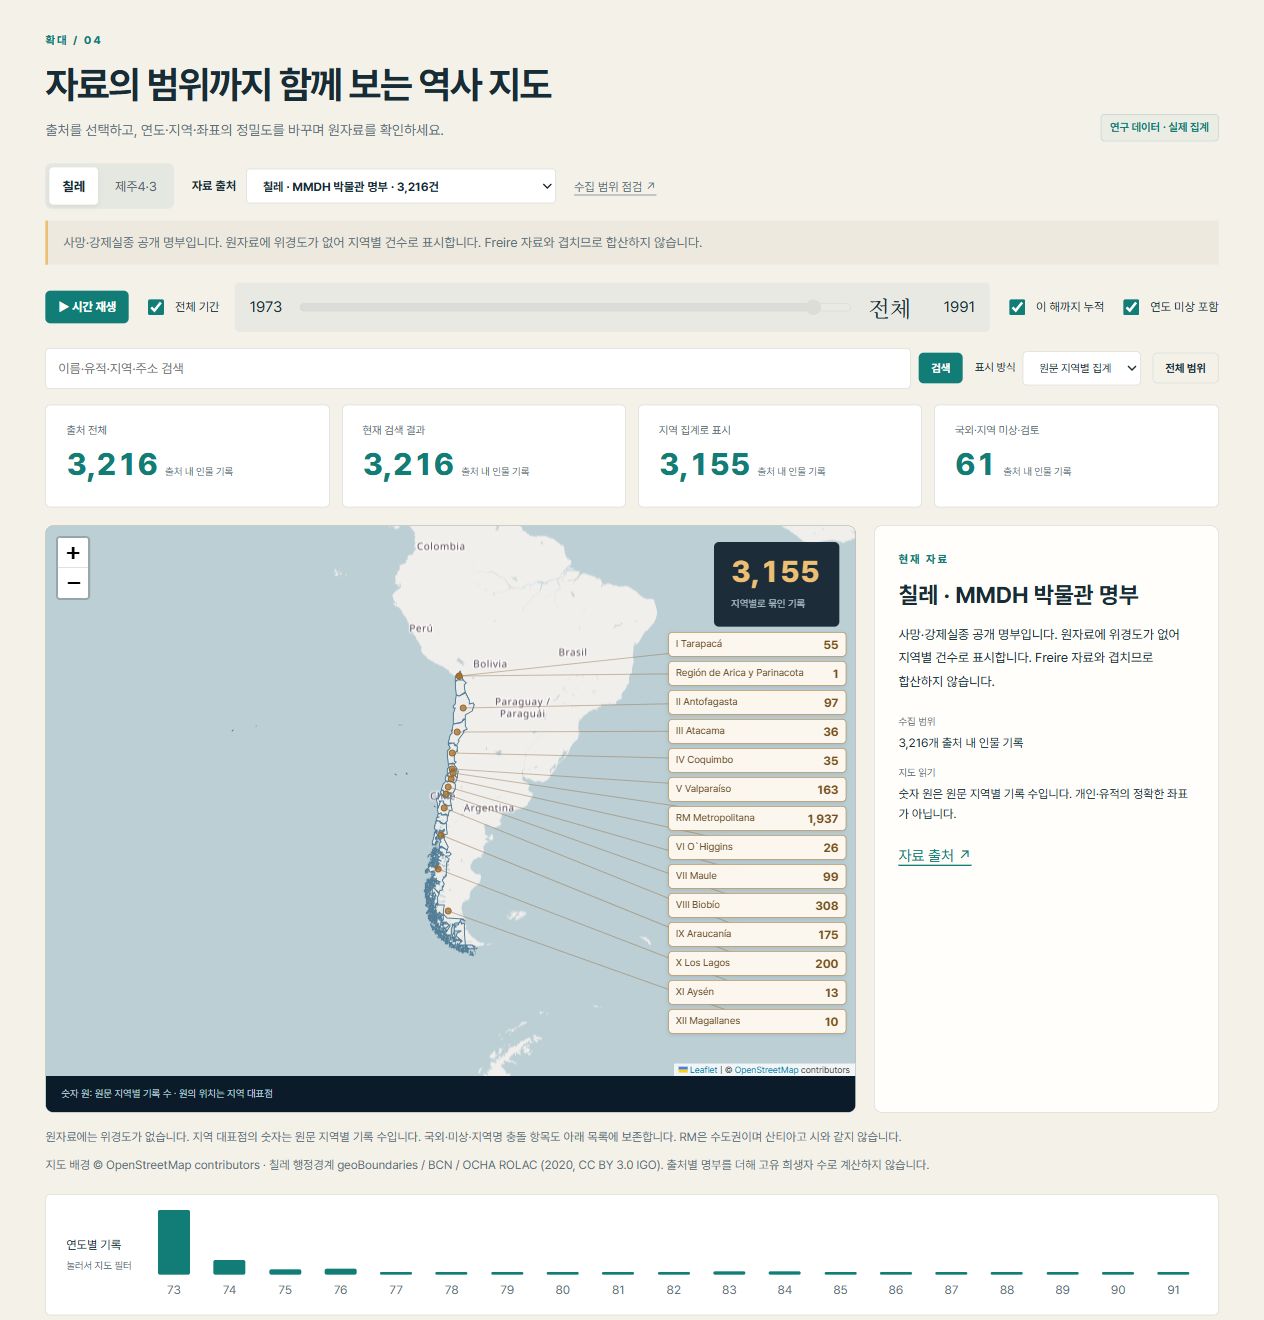 확대 / 04
자료의 범위까지 함께 보는 역사 지도
출처를 선택하고, 연도·지역·좌표의 정밀도를 바꾸며 원자료를 확인하세요.
연구 데이터 · 실제 집계
칠레
제주4·3
자료 출처
칠레 · MMDH 박물관 명부 · 3,216건
수집 범위 점검 ↗
사망·강제실종 공개 명부입니다. 원자료에 위경도가 없어 지역별 건수로 표시합니다. Freire 자료와 겹치므로 합산하지 않습니다.
▶ 시간 재생
전체 기간
1973
전체
1991
이 해까지 누적
연도 미상 포함
이름·유적·지역·주소 검색
검색
표시 방식
원문 지역별 집계
전체 범위
출처 전체
3,216 출처 내 인물 기록
현재 검색 결과
3,216 출처 내 인물 기록
지역 집계로 표시
3,155 출처 내 인물 기록
국외·지역 미상·검토
61 출처 내 인물 기록
+
−
Colombia
Perú
Brasil
Bolivia
Paraguay /
Paraguái
Argentina
3,155
지역별로 묶인 기록
I Tarapacá 55
Región de Arica y Parinacota 1
II Antofagasta 97
III Atacama 36
IV Coquimbo 35
V Valparaíso 163
RM Metropolitana 1,937
VI O`Higgins 26
VII Maule 99
VIII Biobío 308
IX Araucanía 175
X Los Lagos 200
XI Aysén 13
XII Magallanes 10
Leaflet | © OpenStreetMap contributors
숫자 원: 원문 지역별 기록 수 · 원의 위치는 지역 대표점
현재 자료
칠레 · MMDH 박물관 명부
사망·강제실종 공개 명부입니다. 원자료에 위경도가 없어
지역별 건수로 표시합니다. Freire 자료와 겹치므로
합산하지 않습니다.
수집 범위
3,216개 출처 내 인물 기록
지도 읽기
숫자 원은 원문 지역별 기록 수입니다. 개인·유적의 정확한 좌표
가 아닙니다.
자료 출처 ↗
원자료에는 위경도가 없습니다. 지역 대표점의 숫자는 원문 지역별 기록 수입니다. 국외·미상·지역명 충돌 항목도 아래 목록에 보존합니다. RM은 수도권이며 산티아고 시와 같지 않습니다.
지도 배경 © OpenStreetMap contributors · 칠레 행정경계 geoBoundaries / BCN / OCHA ROLAC (2020, CC BY 3.0 IGO). 출처별 명부를 더해 고유 희생자 수로 계산하지 않습니다.
연도별 기록
눌러서 지도 필터
73 74 75 76 77 78 79 80 81 82 83 84 85 86 87 88 89 90 91